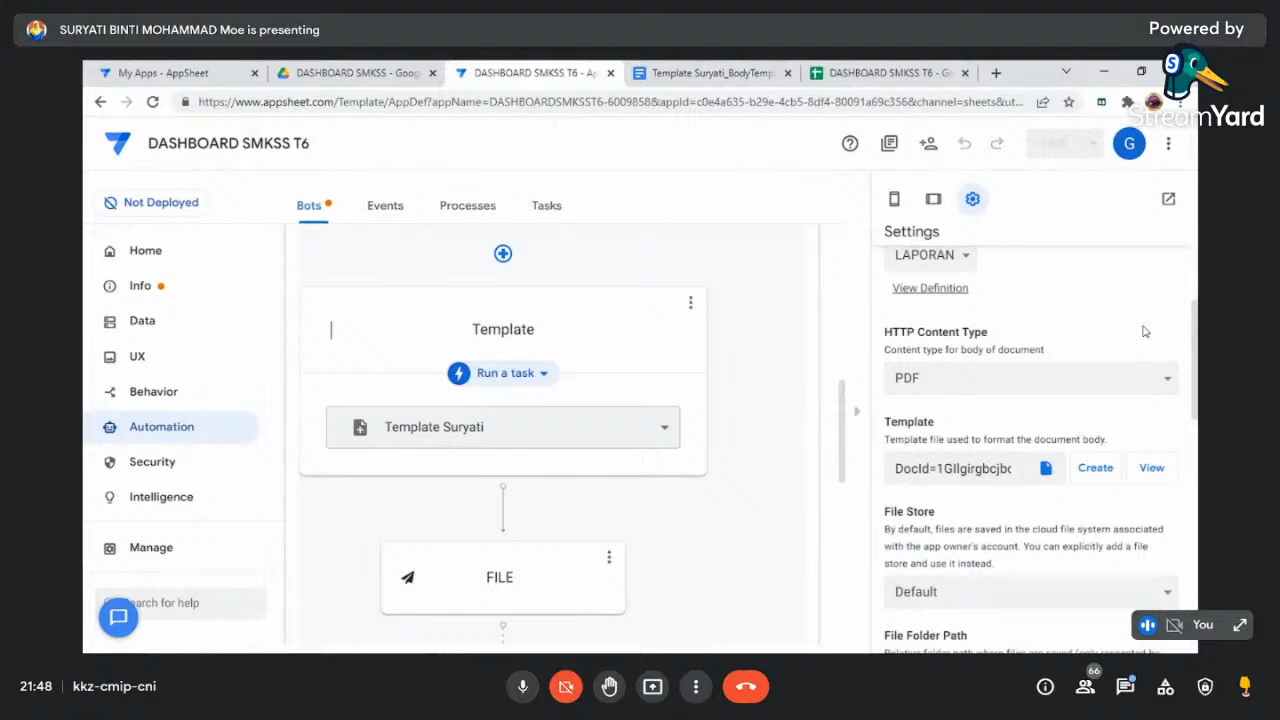 SURYATI BINTI MOHAMMAD Moe is presenting
Powered by
StreamYard
My Apps - AppSheet
DASHBOARD SMKSS - Goog
DASHBOARD SMKSS T6 - Ap
Template Suryati_BodyTemp
DASHBOARD SMKSS T6 - G
https://www.appsheet.com/Template/AppDef?appName=DASHBOARDSMKSST6-6009858&appId=c0e4a635-b29e-4cb5-8df4-80091a69c356&channel=sheets&ut...
DASHBOARD SMKSS T6
G
Not Deployed
Bots
Events
Processes
Tasks
Home
Info
Data
UX
Behavior
Automation
Security
Intelligence
Manage
earch for help
Template
Run a task
Template Suryati
FILE
Settings
LAPORAN
View Definition
HTTP Content Type
Content type for body of document
PDF
Template
Template file used to format the document body.
Create
View
File Store
By default, files are saved in the cloud file system associated
with the app owner's account. You can explicitly add a file
store and use it instead.
Default
File Folder Path
You
21:48
kkz-cmip-cni
66